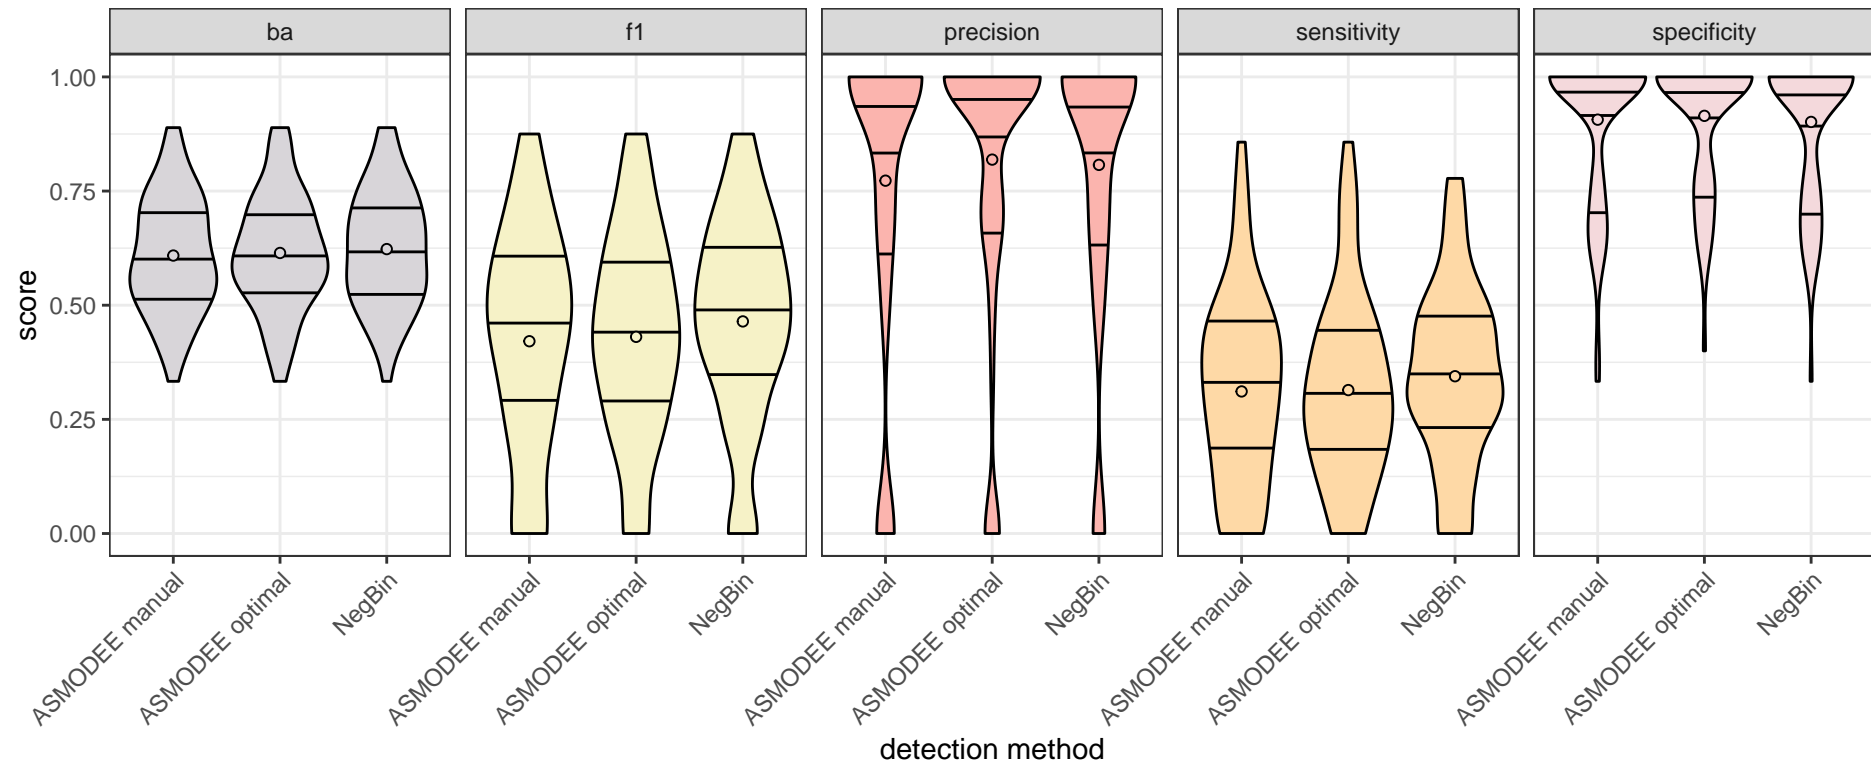 ba f1 precision sensitivity specificity
score
1.00
0.75
0.50
0.25
0.00
ASMODEE manual
ASMODEE optimal
NegBin
ASMODEE manual
ASMODEE optimal
NegBin
ASMODEE manual
ASMODEE optimal
NegBin
ASMODEE manual
ASMODEE optimal
NegBin
ASMODEE manual
ASMODEE optimal
NegBin
detection method